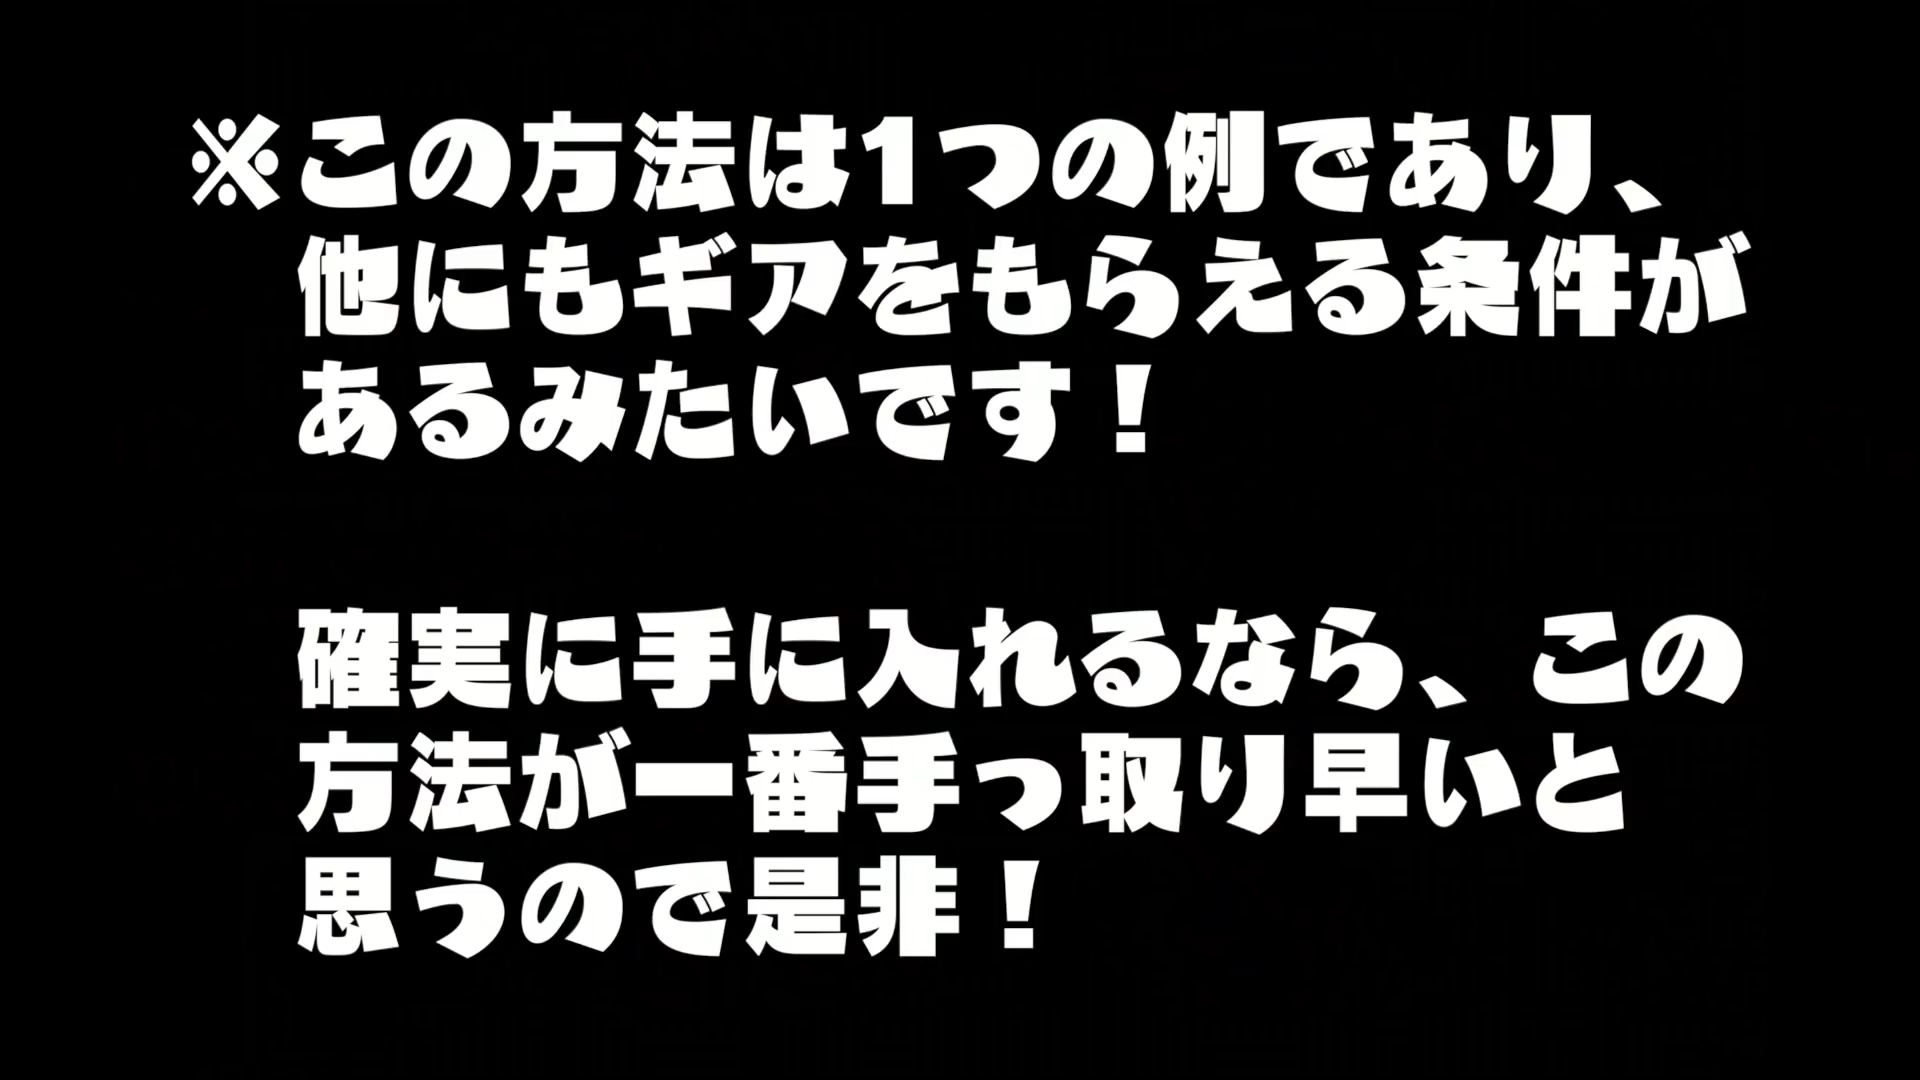 ※この方法は1つの例であり、
他にもギアをもらえる条件が
あるみたいです！
確実に手に入れるなら、この
方法が一番手っ取り早いと
思うので是非！